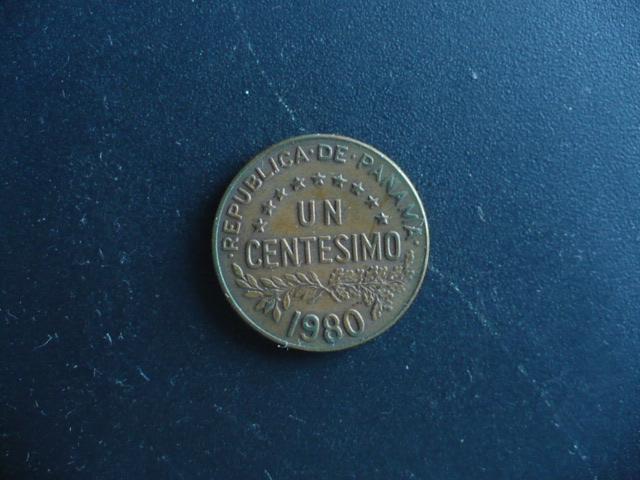 ·REPUBLICA·DE·PANAMA·
UN
CENTESIMO
1980